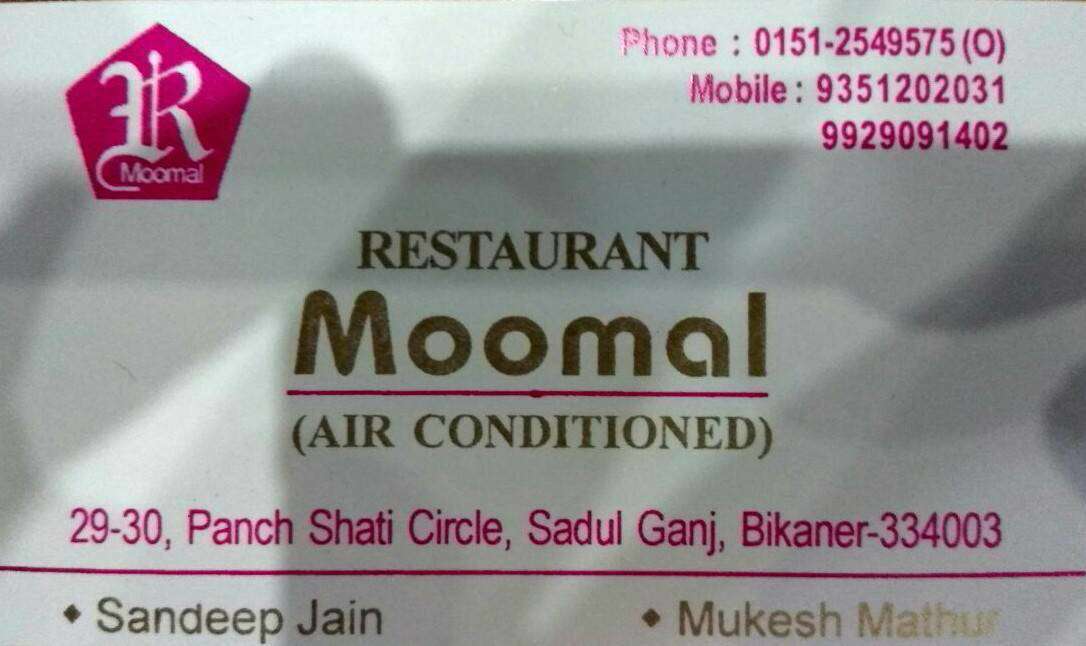 R
Moomal
Phone : 0151-2549575 (O)
Mobile : 9351202031
9929091402
RESTAURANT
Moomal
(AIR CONDITIONED)
29-30, Panch Shati Circle, Sadul Ganj, Bikaner-334003
• Sandeep Jain
• Mukesh Mathur